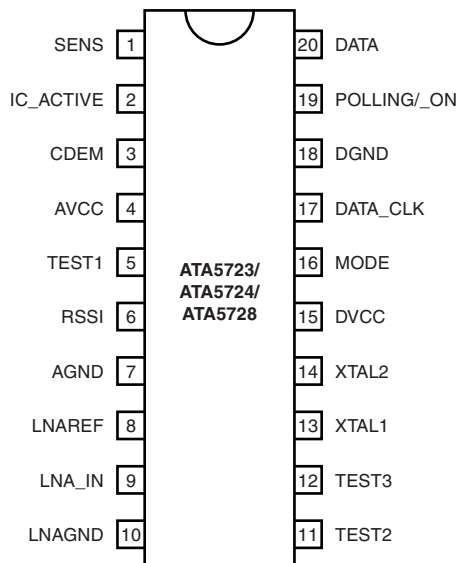 SENS 1 20 DATA
IC_ACTIVE 2 19 POLLING/_ON
CDEM 3 18 DGND
AVCC 4 17 DATA_CLK
TEST1 5 16 MODE
ATA5723/
ATA5724/
ATA5728
RSSI 6 15 DVCC
AGND 7 14 XTAL2
LNAREF 8 13 XTAL1
LNA_IN 9 12 TEST3
LNAGND 10 11 TEST2